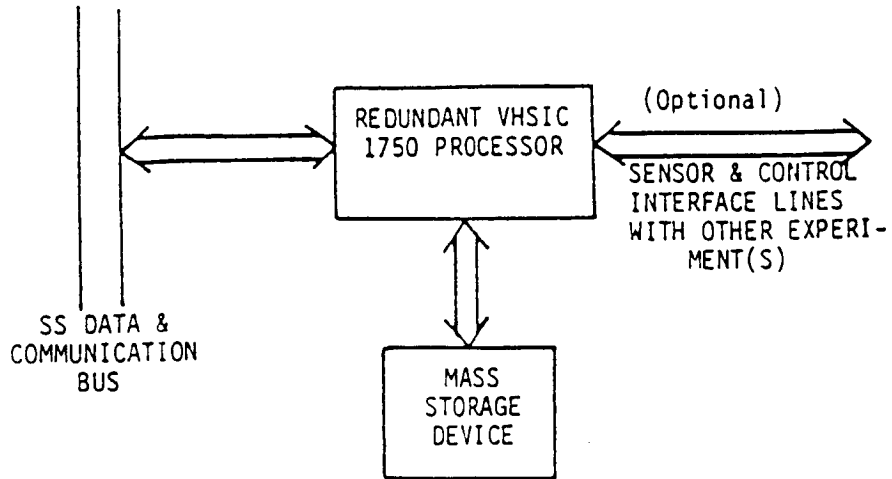 REDUNDANT VHSIC
1750 PROCESSOR
(Optional)
SENSOR & CONTROL
INTERFACE LINES
WITH OTHER EXPERI-
MENT(S)
SS DATA &
COMMUNICATION
BUS
MASS
STORAGE
DEVICE